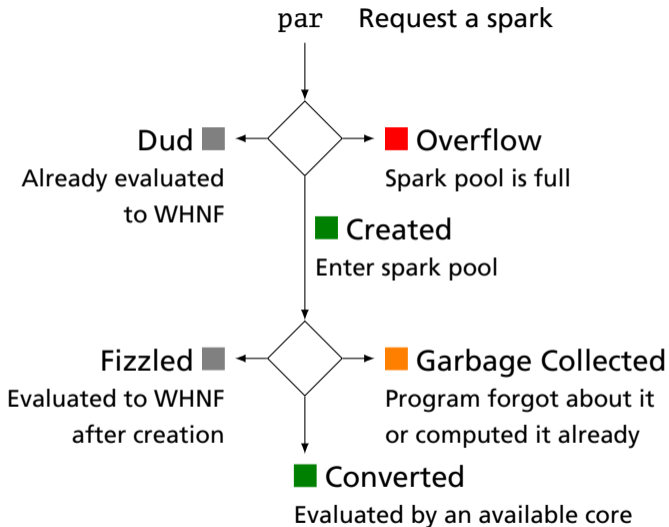 par Request a spark
Dud
Already evaluated
to WHNF
Overflow
Spark pool is full
Created
Enter spark pool
Fizzled
Evaluated to WHNF
after creation
Garbage Collected
Program forgot about it
or computed it already
Converted
Evaluated by an available core